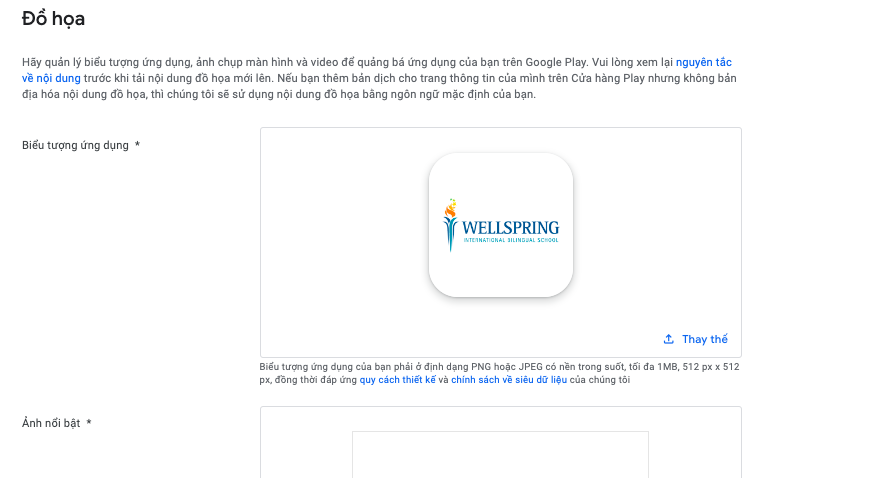 Đồ họa
Hãy quản lý biểu tượng ứng dụng, ảnh chụp màn hình và video để quảng bá ứng dụng của bạn trên Google Play. Vui lòng xem lại nguyên tắc
về nội dung trước khi tải nội dung đồ họa mới lên. Nếu bạn thêm bản dịch cho trang thông tin của mình trên Cửa hàng Play nhưng không bản
địa hóa nội dung đồ họa, thì chúng tôi sẽ sử dụng nội dung đồ họa bằng ngôn ngữ mặc định của bạn.
Biểu tượng ứng dụng *
WELLSPRING
INTERNATIONAL BILINGUAL SCHOOL
Thay thế
Biểu tượng ứng dụng của bạn phải ở định dạng PNG hoặc JPEG có nền trong suốt, tối đa 1MB, 512 px x 512
px, đồng thời đáp ứng quy cách thiết kế và chính sách về siêu dữ liệu của chúng tôi
Ảnh nổi bật *